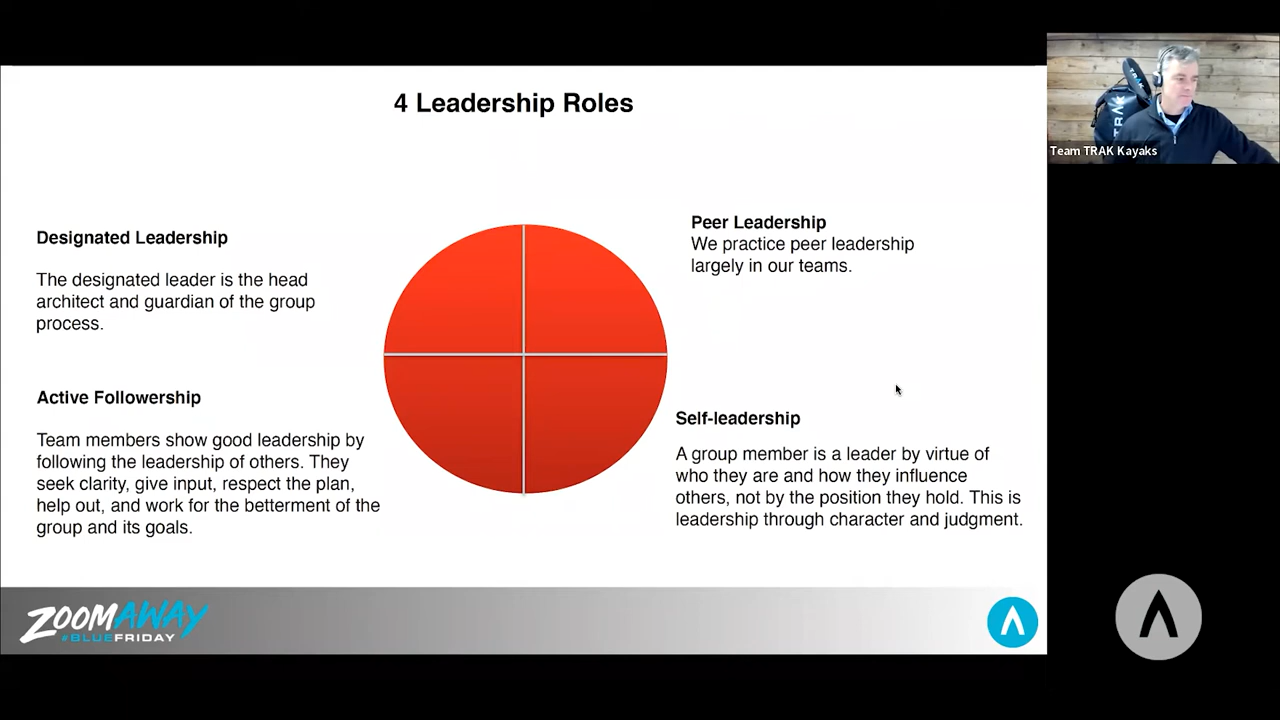 4 Leadership Roles
Designated Leadership
The designated leader is the head
architect and guardian of the group
process.
Active Followership
Team members show good leadership by
following the leadership of others. They
seek clarity, give input, respect the plan,
help out, and work for the betterment of the
group and its goals.
Peer Leadership
We practice peer leadership
largely in our teams.
Self-leadership
A group member is a leader by virtue of
who they are and how they influence
others, not by the position they hold. This is
leadership through character and judgment.
ZOOMAWAY
#BLUEFRIDAY
TRAK
TRAK
Team TRAK Kayaks